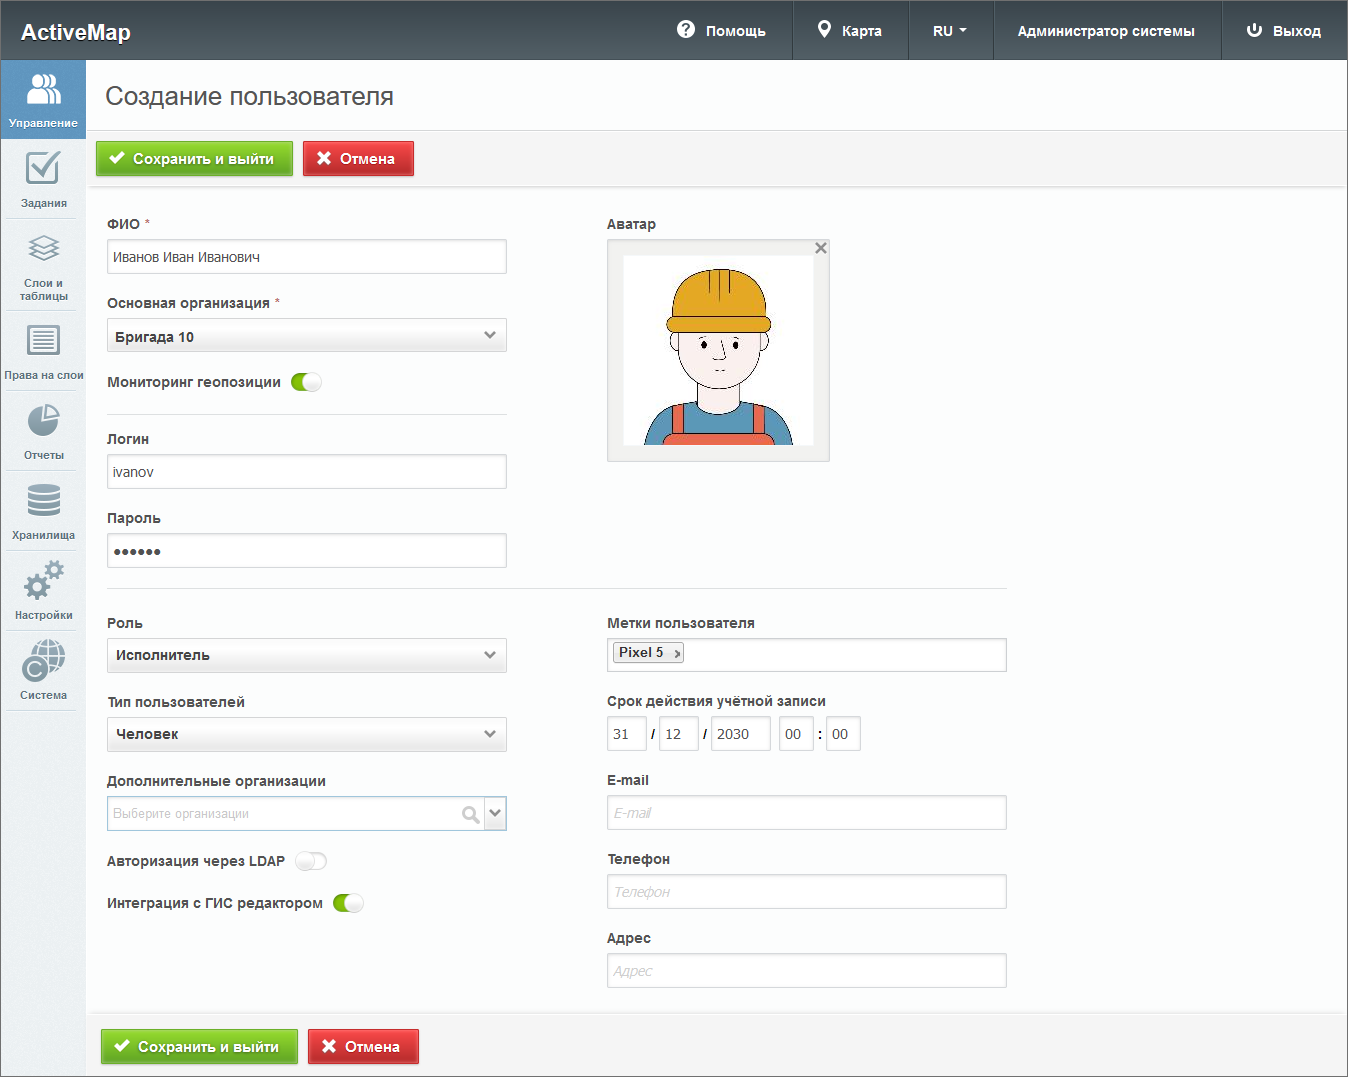 ActiveMap
Помощь
Карта
RU
Администратор системы
Выход
Управление
Задания
Слои и
таблицы
Права на слои
Отчеты
Хранилища
Настройки
Система
Создание пользователя
Сохранить и выйти
Отмена
ФИО *
Иванов Иван Иванович
Основная организация *
Бригада 10
Мониторинг геопозиции
Логин
ivanov
Пароль
••••••
Аватар
Роль
Исполнитель
Тип пользователей
Человек
Дополнительные организации
Выберите организации
Авторизация через LDAP
Интеграция с ГИС редактором
Метки пользователя
Pixel 5 x
Срок действия учётной записи
31 / 12 / 2030 00 : 00
E-mail
E-mail
Телефон
Телефон
Адрес
Адрес
Сохранить и выйти
Отмена